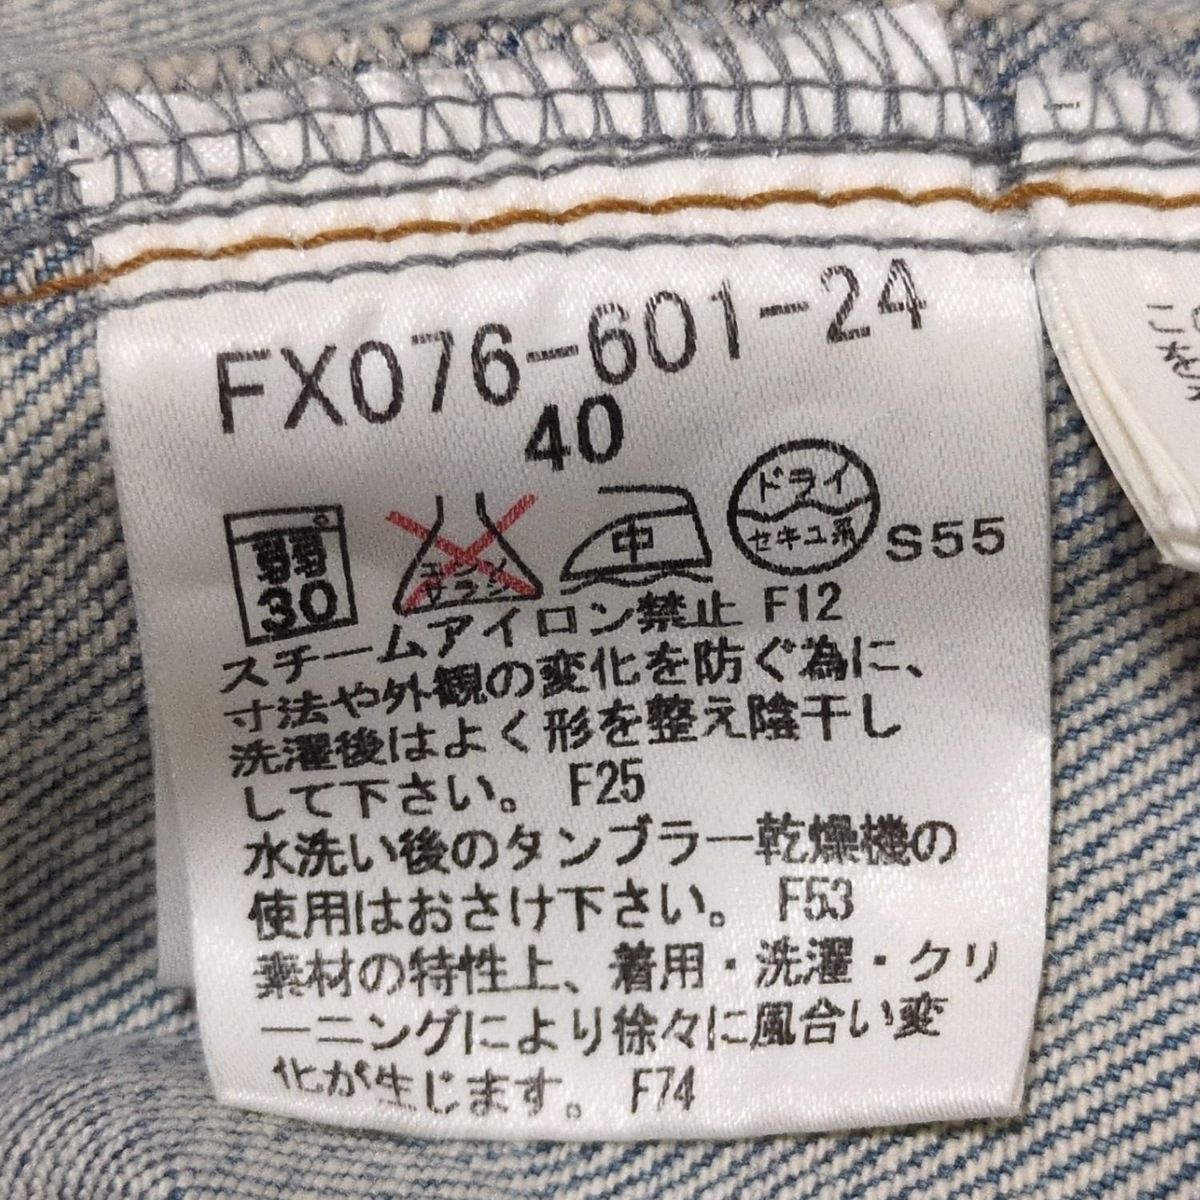 FX076-601-24
40
弱
30
エンソ
サラシ
中
ドライ
セキユ系
S55
スチームアイロン禁止 F12
寸法や外観の変化を防ぐ為に、
洗濯後はよく形を整え陰干し
して下さい。 F25
水洗い後のタンブラー乾燥機の
使用はおさけ下さい。 F53
素材の特性上、着用・洗濯・クリ
ーニングにより徐々に風合い変
化が生じます。 F74
こ
を